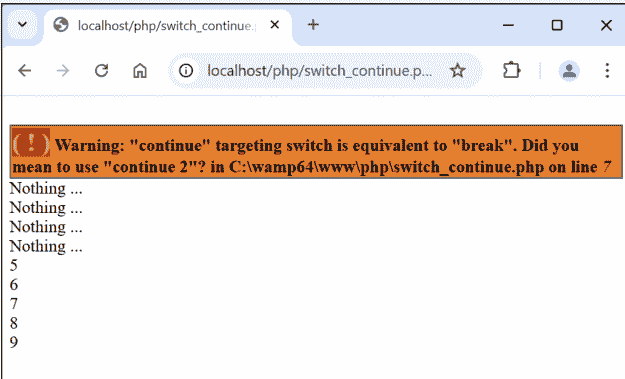 localhost/php/switch_continue.p
localhost/php/switch_continue.p...
( ! ) Warning: "continue" targeting switch is equivalent to "break". Did you
mean to use "continue 2"? in C:\wamp64\www\php\switch_continue.php on line 7
Nothing ...
Nothing ...
Nothing ...
Nothing ...
5
6
7
8
9